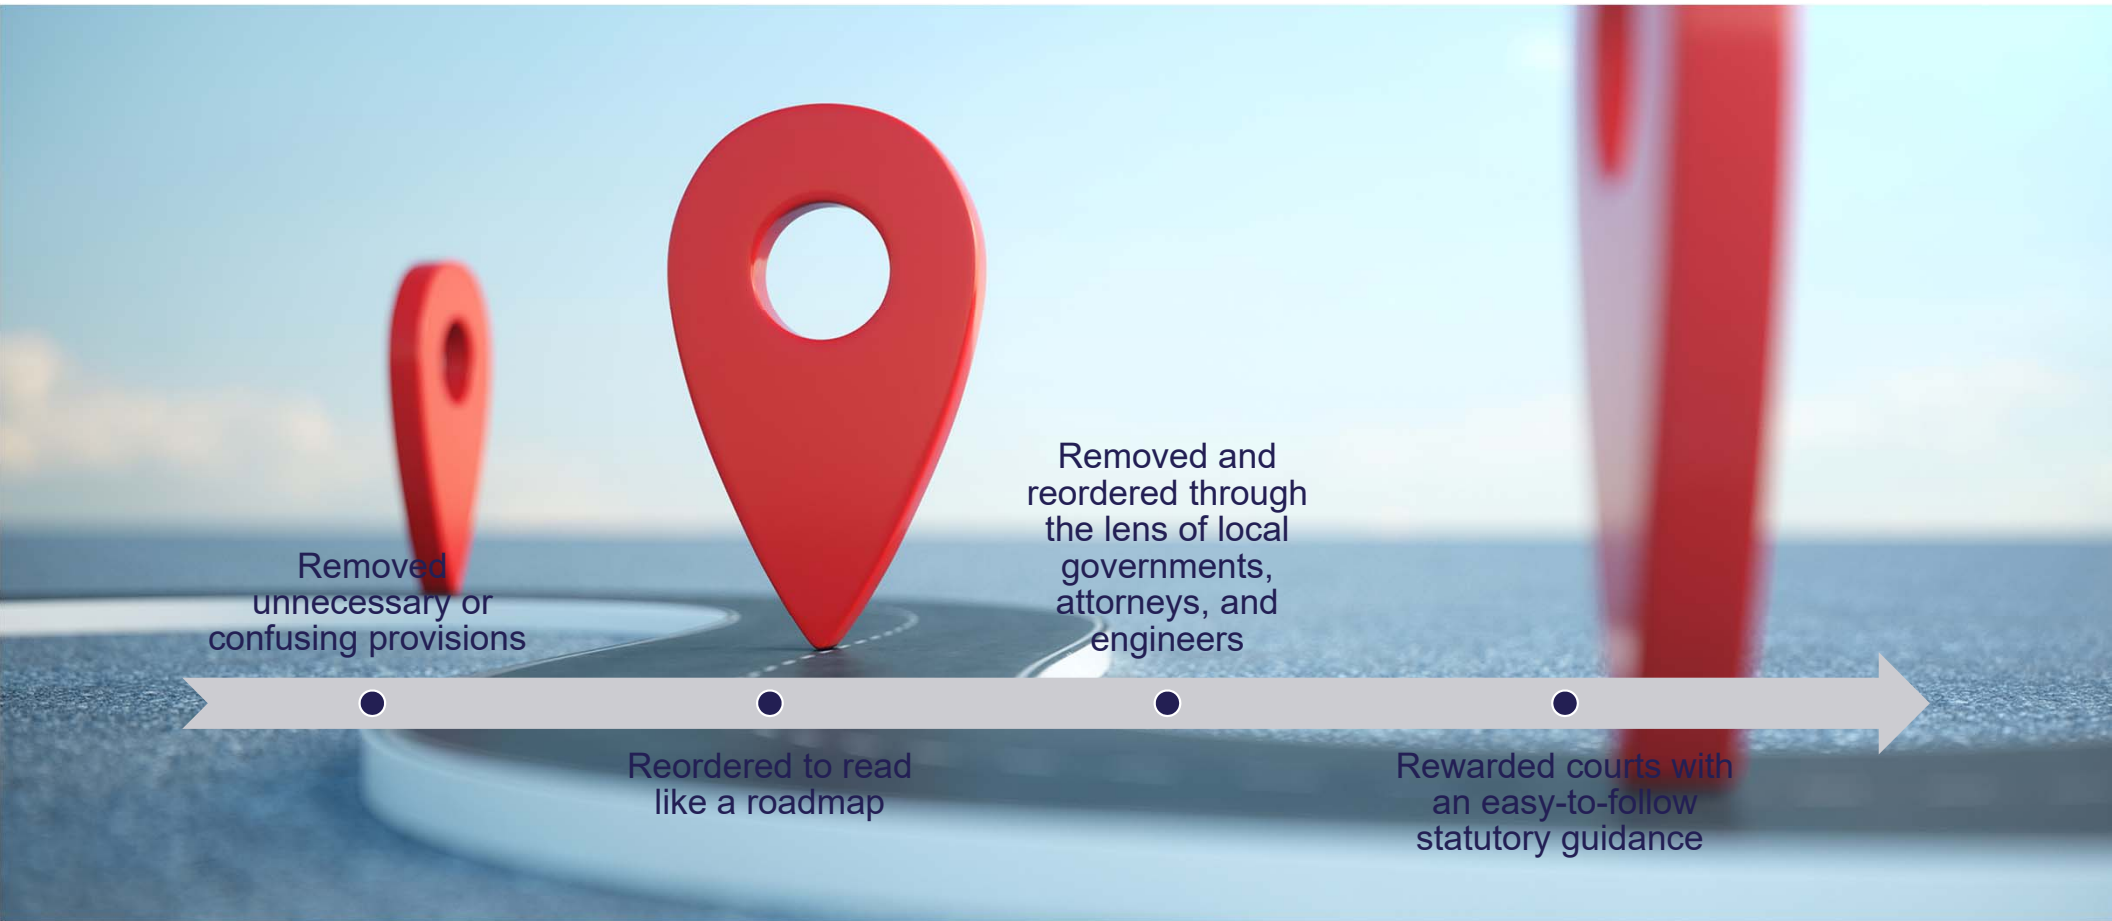 Removed
unnecessary or
confusing provisions
Reordered to read
like a roadmap
Removed and
reordered through
the lens of local
governments,
attorneys, and
engineers
Rewarded courts with
an easy-to-follow
statutory guidance